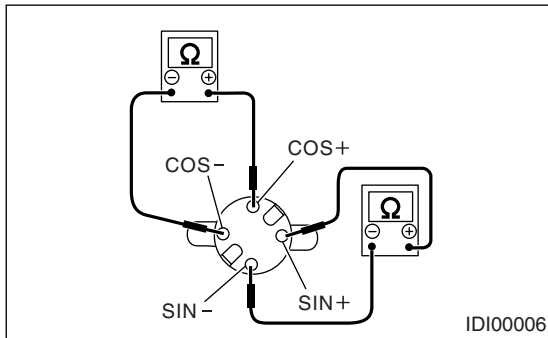 Ω
⊖ ⊕
COS−
COS+
Ω
⊖ ⊕
SIN−
SIN+
IDI00006